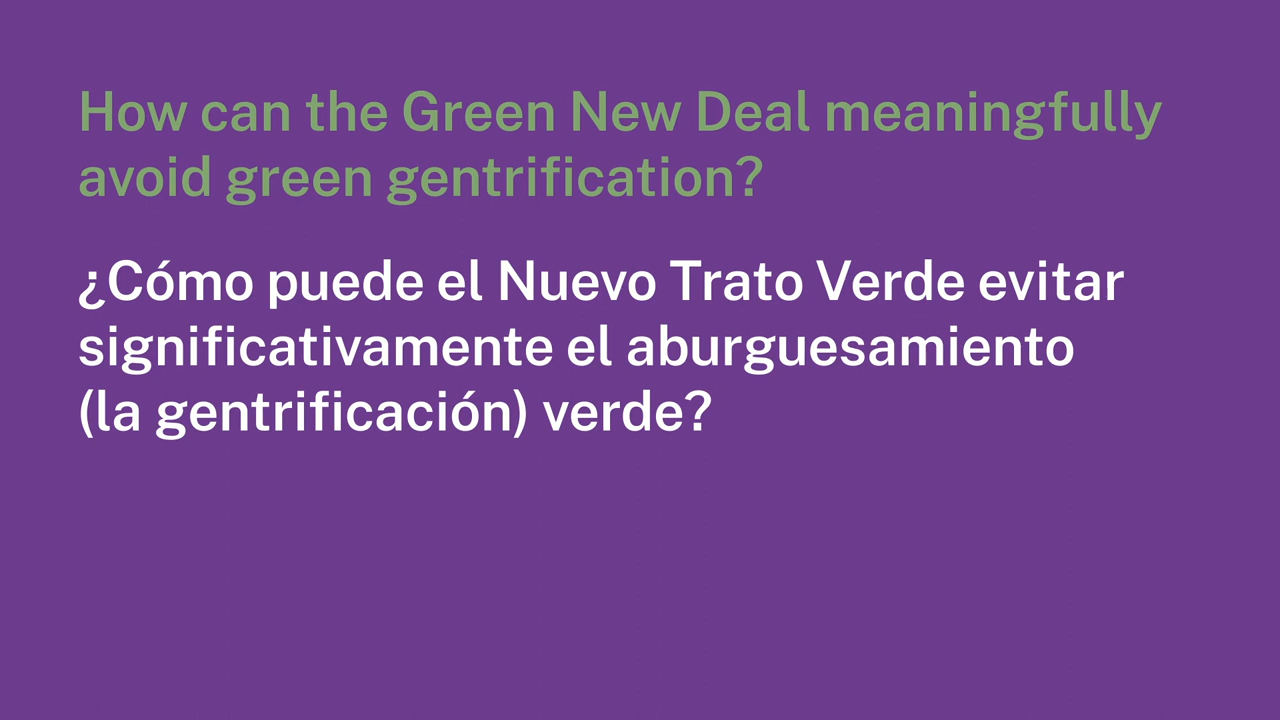 How can the Green New Deal meaningfully
avoid green gentrification?
¿Cómo puede el Nuevo Trato Verde evitar
significativamente el aburguesamiento
(la gentrificación) verde?